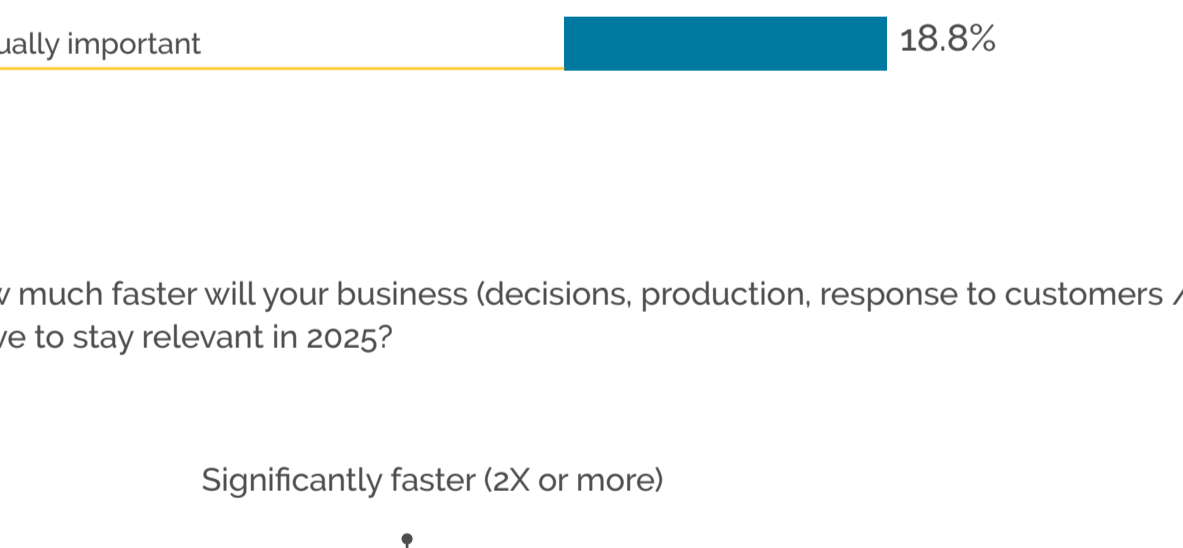 ually important
18.8%
much faster will your business (decisions, production, response to customers /
to stay relevant in 2025?
Significantly faster (2X or more)